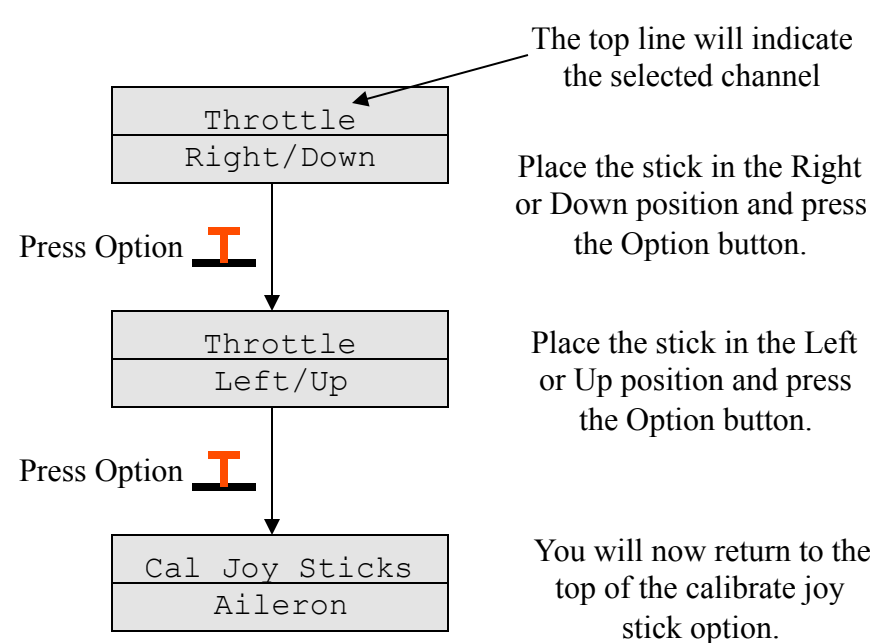 The top line will indicate
the selected channel
Throttle
Right/Down
Place the stick in the Right
or Down position and press
the Option button.
Press Option
Throttle
Left/Up
Place the stick in the Left
or Up position and press
the Option button.
Press Option
Cal Joy Sticks
Aileron
You will now return to the
top of the calibrate joy
stick option.